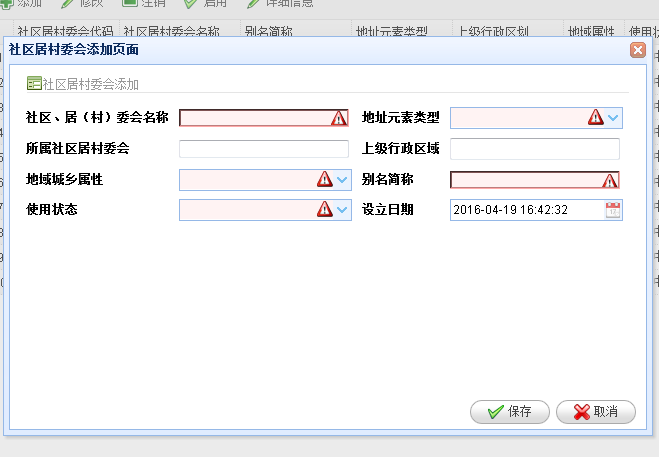 添加 修改 注销 启用 详细信息
社区居村委会代码 社区居村委会名称 别名简称 地址元素类型 上级行政区划 地域属性 使用状
社区居村委会添加页面
社区居村委会添加
社区、居（村）委会名称 地址元素类型
所属社区居村委会 上级行政区域
地域城乡属性 别名简称
使用状态 设立日期 2016-04-19 16:42:32
保存 取消